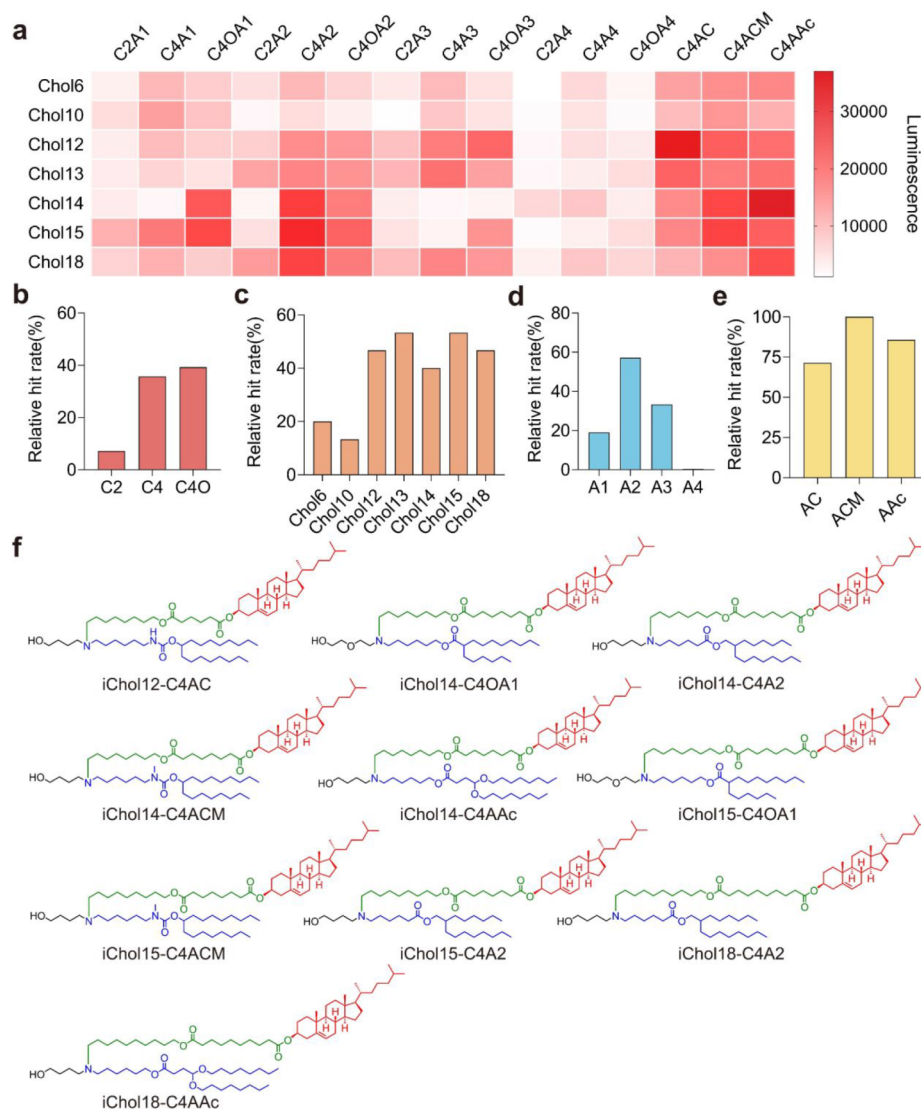 a
C2A1 C4A1 C4OA1 C2A2 C4A2 C4OA2 C2A3 C4A3 C4OA3 C2A4 C4A4 C4OA4 C4AC C4ACM C4AAc
Chol6
Chol10
Chol12
Chol13
Chol14
Chol15
Chol18
30000
20000
10000
Luminescence
b
Relative hit rate(%)
60
40
20
0
C2 C4 C4O
c
Relative hit rate(%)
60
40
20
0
Chol6 Chol10 Chol12 Chol13 Chol14 Chol15 Chol18
d
Relative hit rate(%)
80
60
40
20
0
A1 A2 A3 A4
e
Relative hit rate(%)
100
75
50
25
0
AC ACM AAc
f
iChol12-C4AC
iChol14-C4OA1
iChol14-C4A2
iChol14-C4ACM
iChol14-C4AAc
iChol15-C4OA1
iChol15-C4ACM
iChol15-C4A2
iChol18-C4A2
iChol18-C4AAc